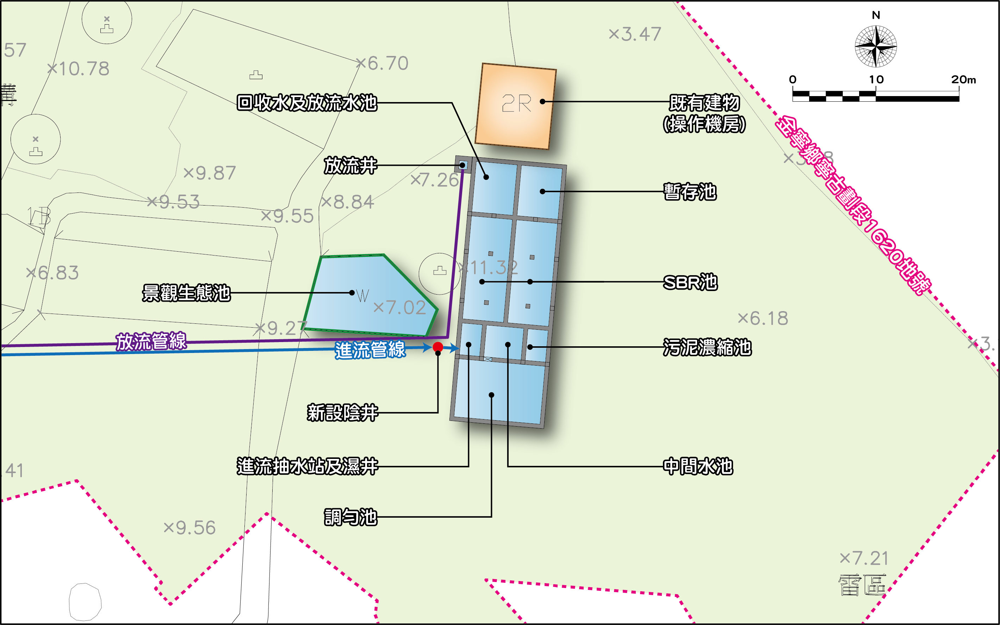 N
0 10 20m
57
×10.78
×6.70
×3.47
2R
回收水及放流水池
既有建物
(操作機房)
金寧鄉寧古劃段1620地號
放流井
×9.87
×7.26
暫存池
×9.53
×8.84
×9.55
1B
×6.83
×11.32
SBR池
景觀生態池
W
×7.02
×6.18
×9.27
放流管線
進流管線
污泥濃縮池
×3.
新設陰井
進流抽水站及濕井
中間水池
.41
調勻池
×9.56
×7.21